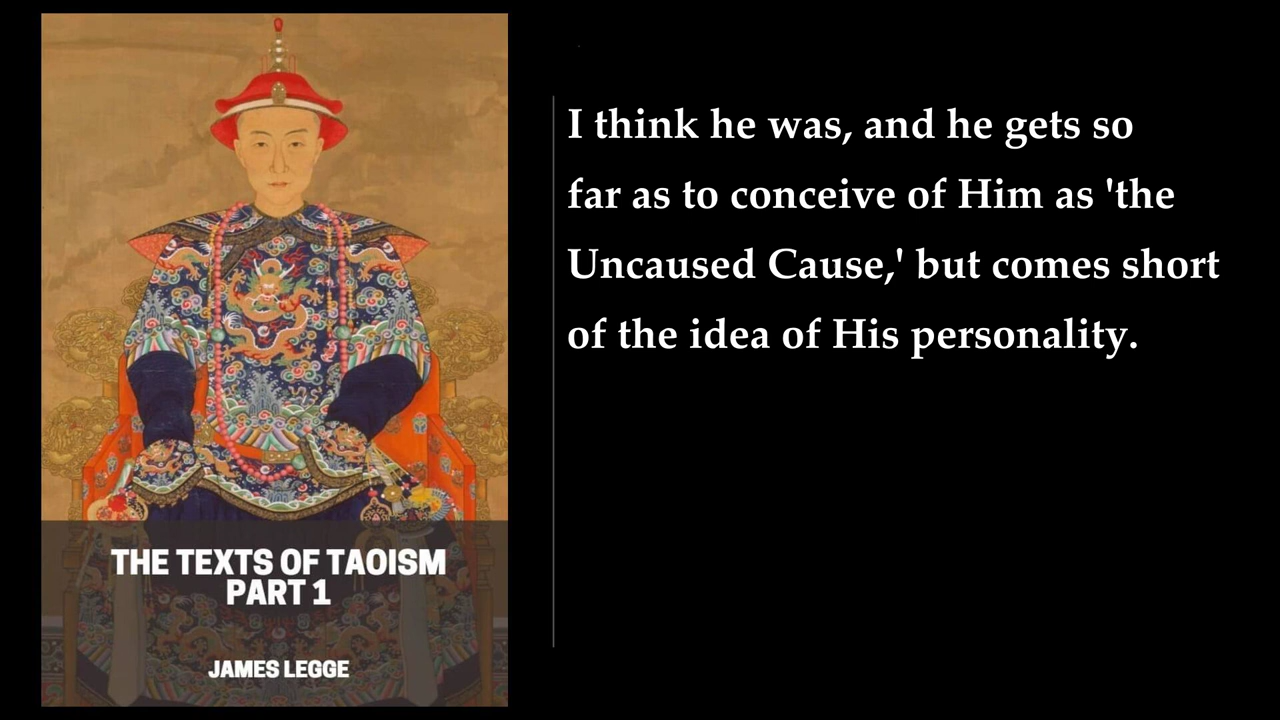 THE TEXTS OF TAOISM
PART 1
JAMES LEGGE
I think he was, and he gets so
far as to conceive of Him as 'the
Uncaused Cause,' but comes short
of the idea of His personality.